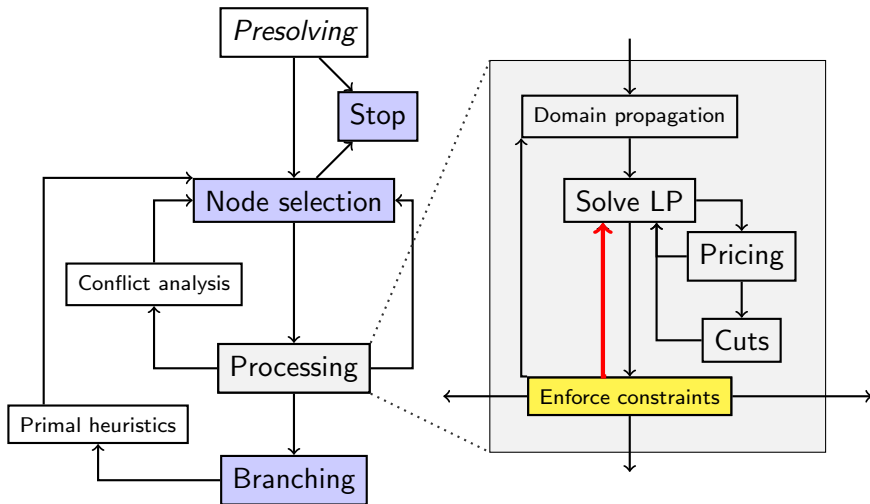 Presolving
Stop
Node selection
Conflict analysis
Processing
Primal heuristics
Branching
Domain propagation
Solve LP
Pricing
Cuts
Enforce constraints